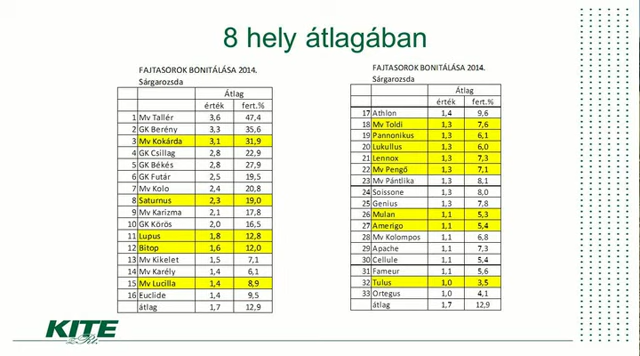 8 hely átlagában
FAJTASOROK BONITÁLÁSA 2014.
Sárgarozsda
Átlag
érték fert.%
1 Mv Tallér 3,6 47,4
2 GK Berény 3,3 35,6
3 Mv Kokárda 3,1 31,9
4 GK Csillag 2,8 22,9
5 GK Békés 2,8 27,9
6 GK Futár 2,5 19,5
7 Mv Kolo 2,4 20,8
8 Saturnus 2,3 19,0
9 Mv Karizma 2,1 17,8
10 GK Körös 2,0 16,5
11 Lupus 1,8 12,8
12 Bitop 1,6 12,0
13 Mv Kikelet 1,5 7,1
14 Mv Karély 1,4 6,1
15 Mv Lucilla 1,4 8,9
16 Euclide 1,4 9,5
átlag 1,7 12,9
FAJTASOROK BONITÁLÁSA 2014.
Sárgarozsda
Átlag
érték fert.%
17 Athlon 1,4 9,6
18 Mv Toldi 1,3 7,6
19 Pannonikus 1,3 6,1
20 Lukullus 1,3 6,0
21 Lennox 1,3 7,3
22 Mv Pengő 1,3 7,1
23 Mv Pántlika 1,3 8,1
24 Soissone 1,3 8,0
25 Genius 1,3 7,8
26 Mulan 1,1 5,3
27 Amerigo 1,1 5,4
28 Mv Kolompos 1,1 6,8
29 Apache 1,1 7,3
30 Cellule 1,1 5,4
31 Fameur 1,1 5,6
32 Tulus 1,0 3,5
33 Ortegus 1,0 4,1
átlag 1,7 12,9
KITE
Zrt.